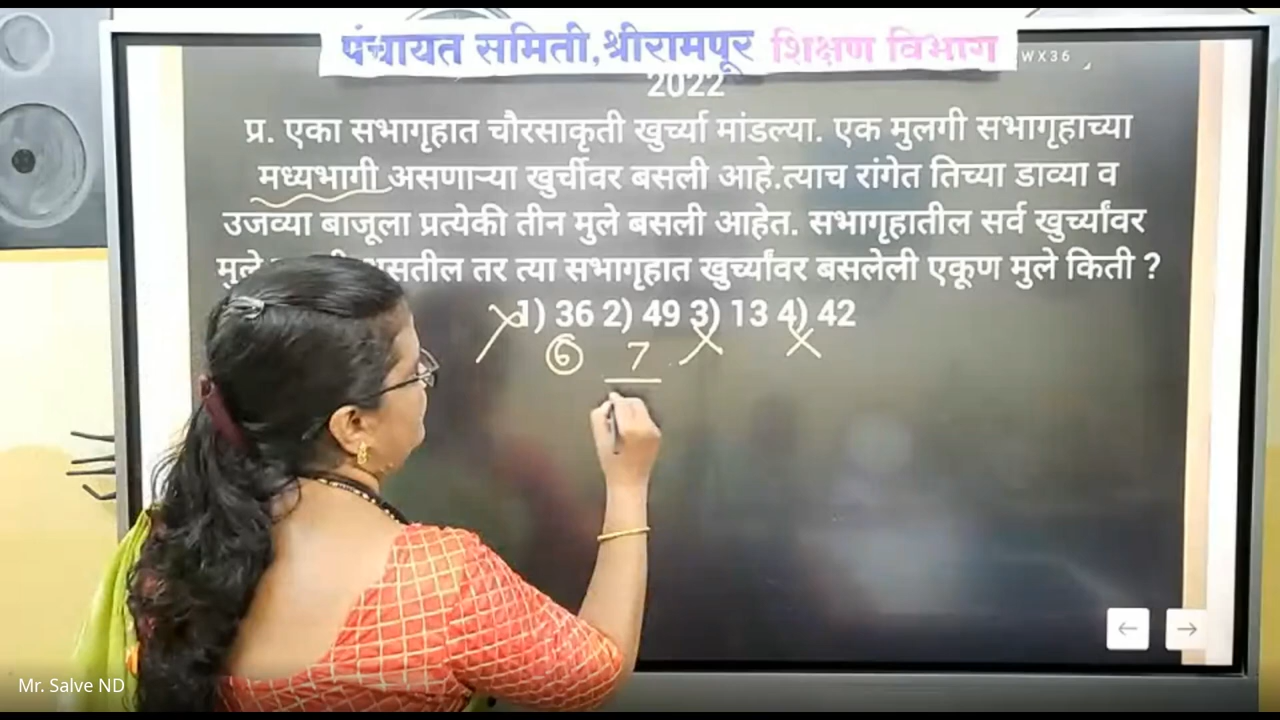 पंचायत समिती,श्रीरामपूर शिक्षण विभाग
WX36
2022
प्र. एका सभागृहात चौरसाकृती खुर्च्या मांडल्या. एक मुलगी सभागृहाच्या
मध्यभागी असणाऱ्या खुर्चीवर बसली आहे.त्याच रांगेत तिच्या डाव्या व
उजव्या बाजूला प्रत्येकी तीन मुले बसली आहेत. सभागृहातील सर्व खुर्च्यांवर
मुले असतील तर त्या सभागृहात खुर्च्यांवर बसलेली एकूण मुले किती ?
1) 36 2) 49 3) 13 4) 42
6 7
Mr. Salve ND